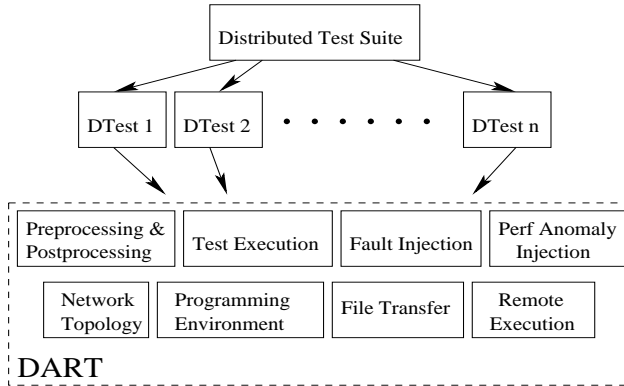 Distributed Test Suite
DTest 1
DTest 2
DTest n
Preprocessing &
Postprocessing
Test Execution
Fault Injection
Perf Anomaly
Injection
Network
Topology
Programming
Environment
File Transfer
Remote
Execution
DART